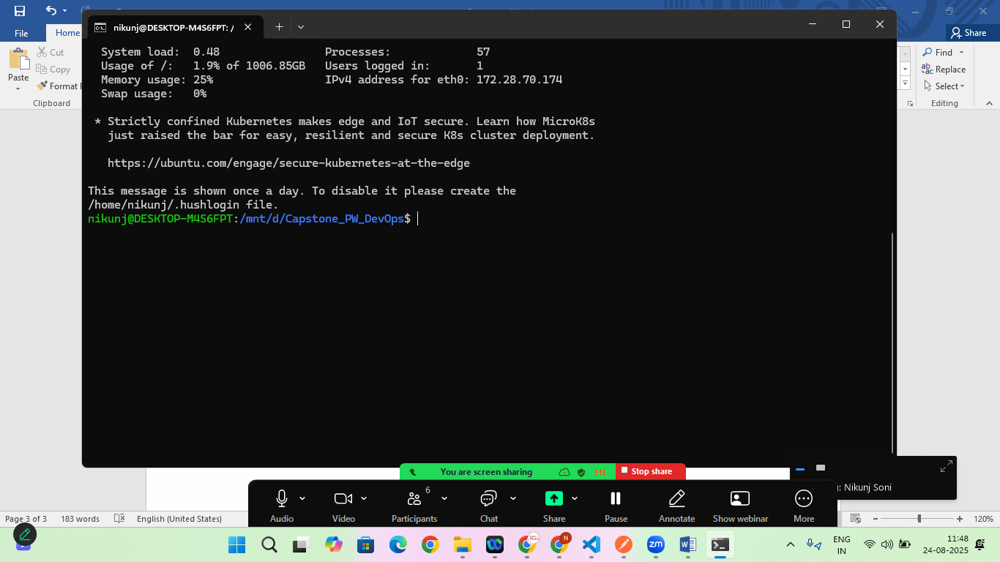 File
Home
Share
Cut
Copy
Format
Paste
Clipboard
Find
Replace
Select
Editing
nikunj@DESKTOP-M4S6FPT: /
System load: 0.48 Processes: 57
Usage of /: 1.9% of 1006.85GB Users logged in: 1
Memory usage: 25% IPv4 address for eth0: 172.28.70.174
Swap usage: 0%
* Strictly confined Kubernetes makes edge and IoT secure. Learn how MicroK8s
just raised the bar for easy, resilient and secure K8s cluster deployment.
https://ubuntu.com/engage/secure-kubernetes-at-the-edge
This message is shown once a day. To disable it please create the
/home/nikunj/.hushlogin file.
nikunj@DESKTOP-M4S6FPT:/mnt/d/Capstone_PW_DevOps$
You are screen sharing EN Stop share
: Nikunj Soni
6
Audio Video Participants Chat Share Pause Annotate Show webinar More
Page 3 of 3 183 words English (United States) 120%
zm
N
ENG
IN
11:48
24-08-2025